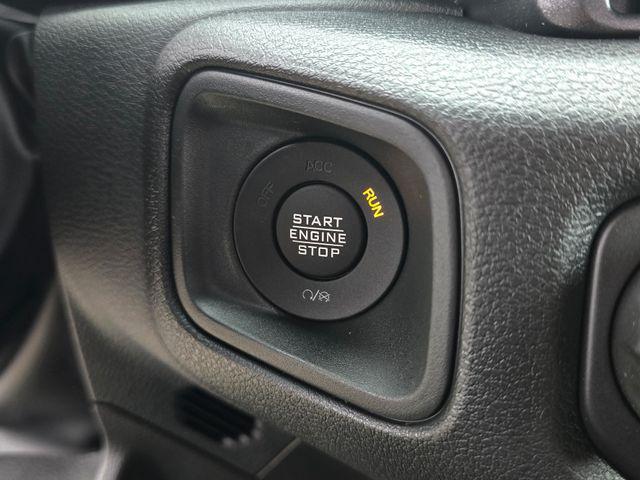 ACC
OFF
RUN
START
ENGINE
STOP